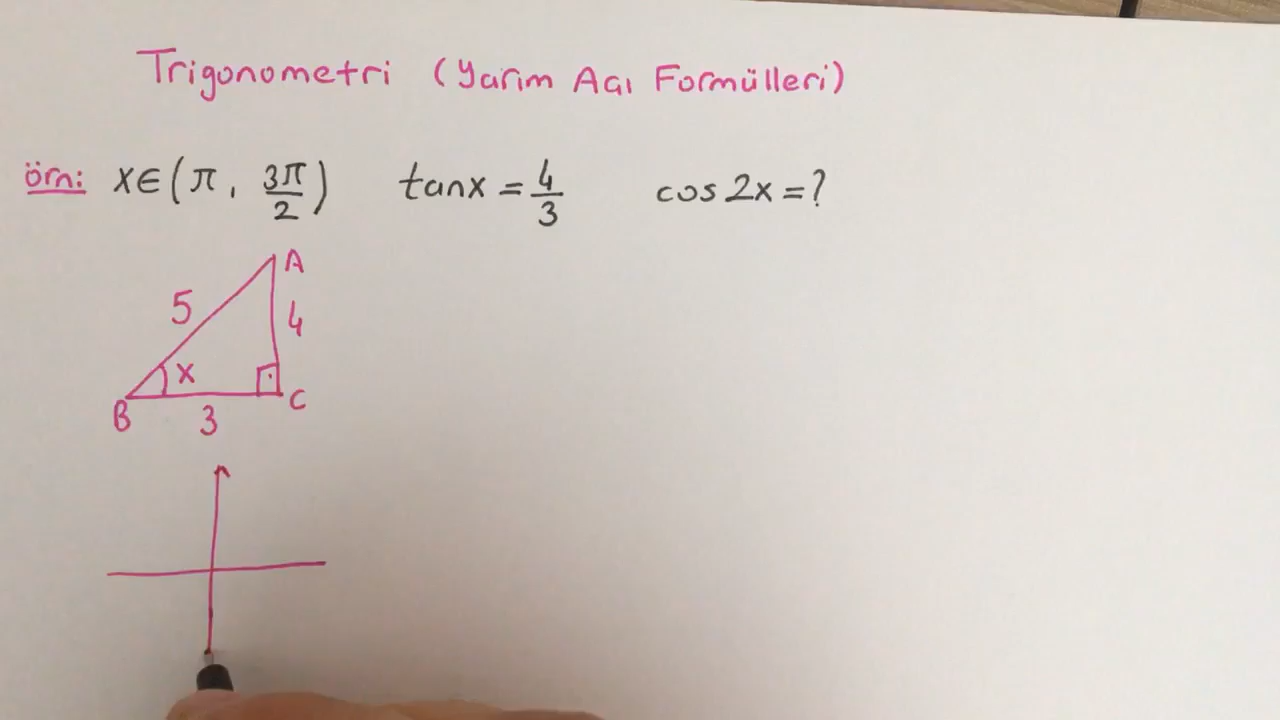 Trigonometri (Yarım Açı Formülleri)
örn: x∈(π, 3π/2) tanx = 4/3 cos2x = ?
A
5 4
x
B C
3